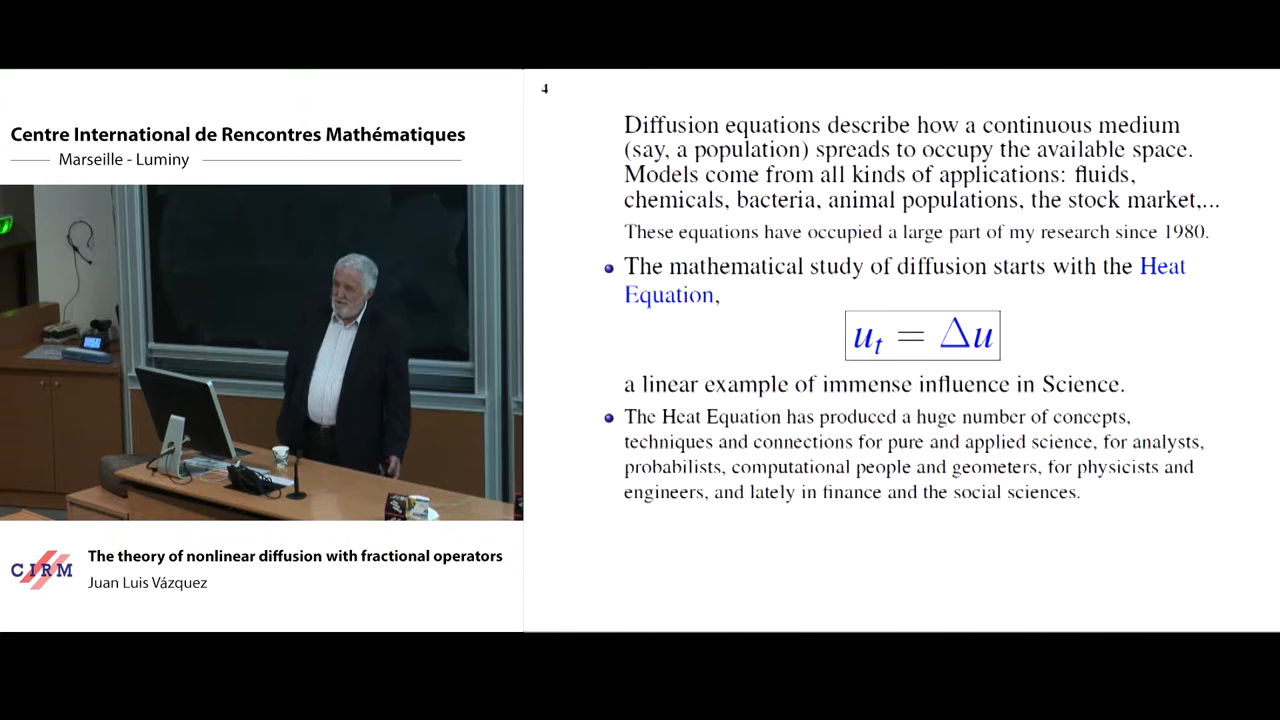 Centre International de Rencontres Mathématiques
Marseille - Luminy
CIRM
The theory of nonlinear diffusion with fractional operators
Juan Luis Vázquez
4
Diffusion equations describe how a continuous medium
(say, a population) spreads to occupy the available space.
Models come from all kinds of applications: fluids,
chemicals, bacteria, animal populations, the stock market,...
These equations have occupied a large part of my research since 1980.
The mathematical study of diffusion starts with the Heat
Equation,
u_t = Δu
a linear example of immense influence in Science.
The Heat Equation has produced a huge number of concepts,
techniques and connections for pure and applied science, for analysts,
probabilists, computational people and geometers, for physicists and
engineers, and lately in finance and the social sciences.